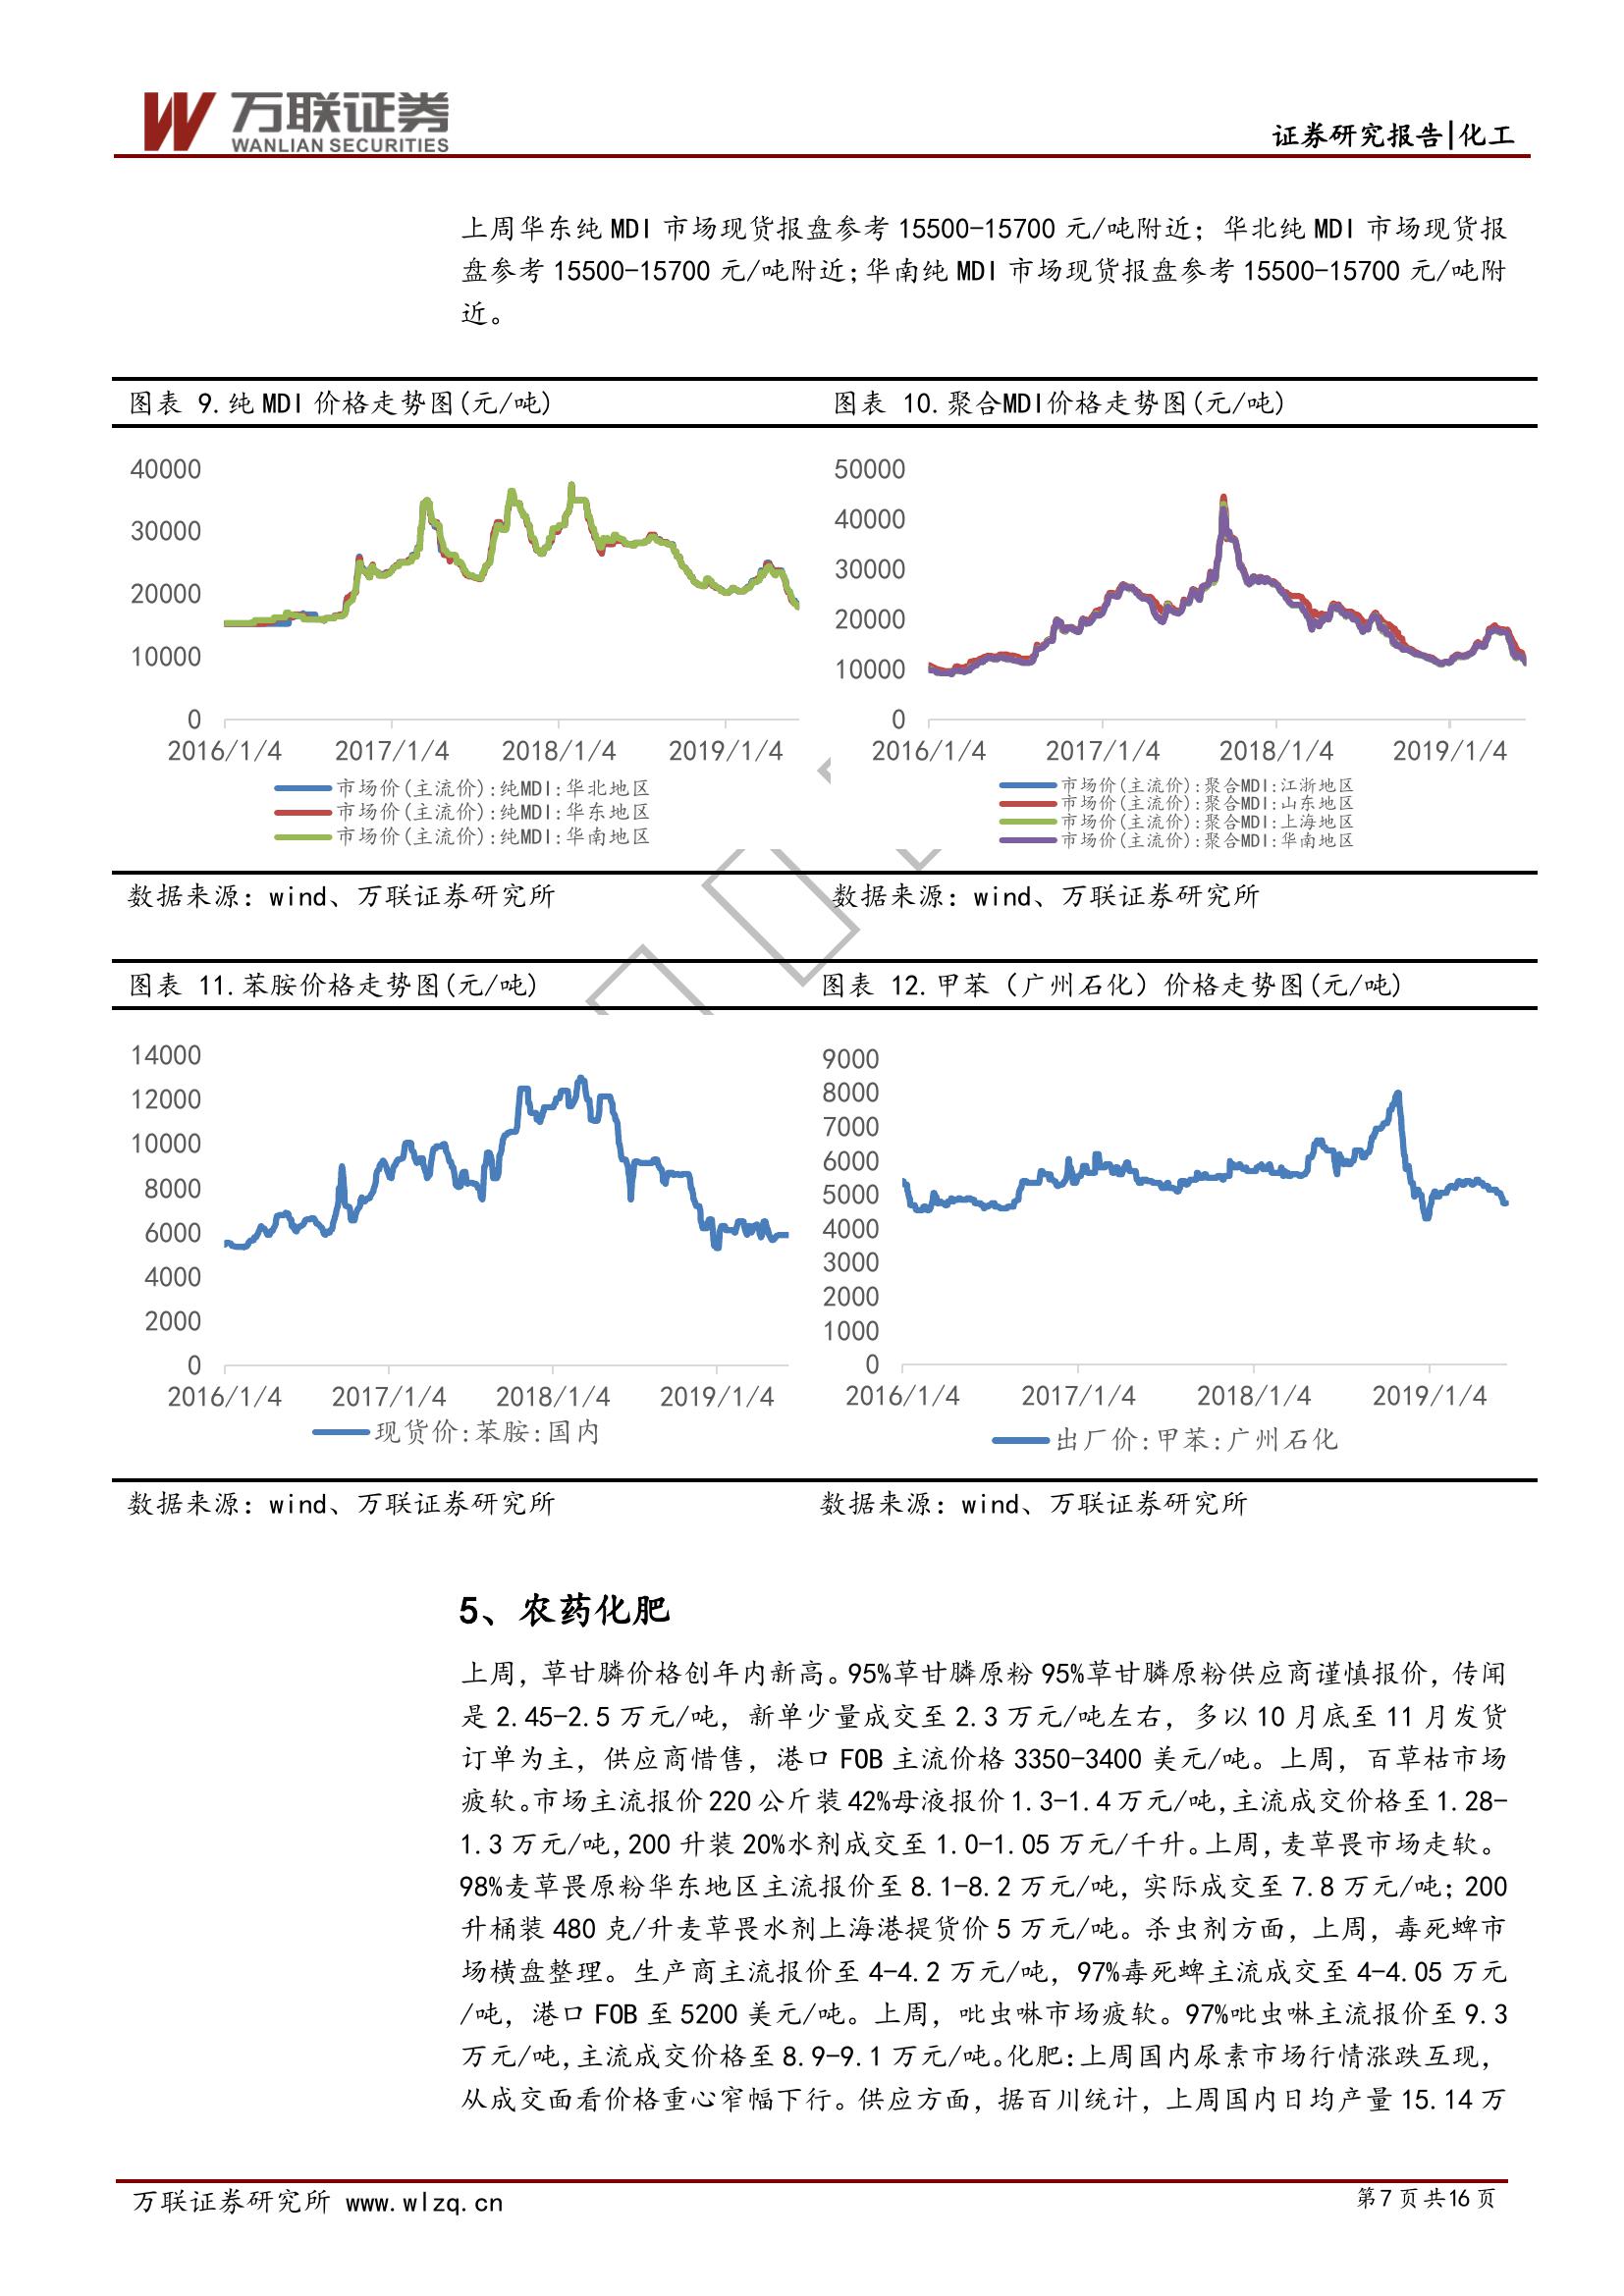 万联证券
WANLIAN SECURITIES
证券研究报告|化工
上周华东纯 MDI 市场现货报盘参考 15500-15700 元/吨附近；华北纯 MDI 市场现货报
盘参考 15500-15700 元/吨附近;华南纯 MDI 市场现货报盘参考 15500-15700 元/吨附
近。
图表 9.纯 MDI 价格走势图(元/吨)
40000
30000
20000
10000
0
2016/1/4 2017/1/4 2018/1/4 2019/1/4
市场价(主流价):纯MDI:华北地区
市场价(主流价):纯MDI:华东地区
市场价(主流价):纯MDI:华南地区
数据来源：wind、万联证券研究所
图表 10.聚合MDI价格走势图(元/吨)
50000
40000
30000
20000
10000
0
2016/1/4 2017/1/4 2018/1/4 2019/1/4
市场价(主流价):聚合MDI:江浙地区
市场价(主流价):聚合MDI:山东地区
市场价(主流价):聚合MDI:上海地区
市场价(主流价):聚合MDI:华南地区
数据来源：wind、万联证券研究所
图表 11.苯胺价格走势图(元/吨)
14000
12000
10000
8000
6000
4000
2000
0
2016/1/4 2017/1/4 2018/1/4 2019/1/4
现货价:苯胺:国内
数据来源：wind、万联证券研究所
图表 12.甲苯（广州石化）价格走势图(元/吨)
9000
8000
7000
6000
5000
4000
3000
2000
1000
0
2016/1/4 2017/1/4 2018/1/4 2019/1/4
出厂价:甲苯:广州石化
数据来源：wind、万联证券研究所
5、农药化肥
上周，草甘膦价格创年内新高。95%草甘膦原粉 95%草甘膦原粉供应商谨慎报价，传闻
是 2.45-2.5 万元/吨，新单少量成交至 2.3 万元/吨左右，多以 10 月底至 11 月发货
订单为主，供应商惜售，港口 FOB 主流价格 3350-3400 美元/吨。上周，百草枯市场
疲软。市场主流报价 220 公斤装 42%母液报价 1.3-1.4 万元/吨,主流成交价格至 1.28-
1.3 万元/吨,200 升装 20%水剂成交至 1.0-1.05 万元/千升。上周,麦草畏市场走软。
98%麦草畏原粉华东地区主流报价至 8.1-8.2 万元/吨，实际成交至 7.8 万元/吨；200
升桶装 480 克/升麦草畏水剂上海港提货价 5 万元/吨。杀虫剂方面，上周，毒死蜱市
场横盘整理。生产商主流报价至 4-4.2 万元/吨，97%毒死蜱主流成交至 4-4.05 万元
/吨，港口 FOB 至 5200 美元/吨。上周，吡虫啉市场疲软。97%吡虫啉主流报价至 9.3
万元/吨,主流成交价格至 8.9-9.1 万元/吨。化肥:上周国内尿素市场行情涨跌互现，
从成交面看价格重心窄幅下行。供应方面，据百川统计，上周国内日均产量 15.14 万
万联证券研究所 www.wlzq.cn
第 7 页 共 16 页